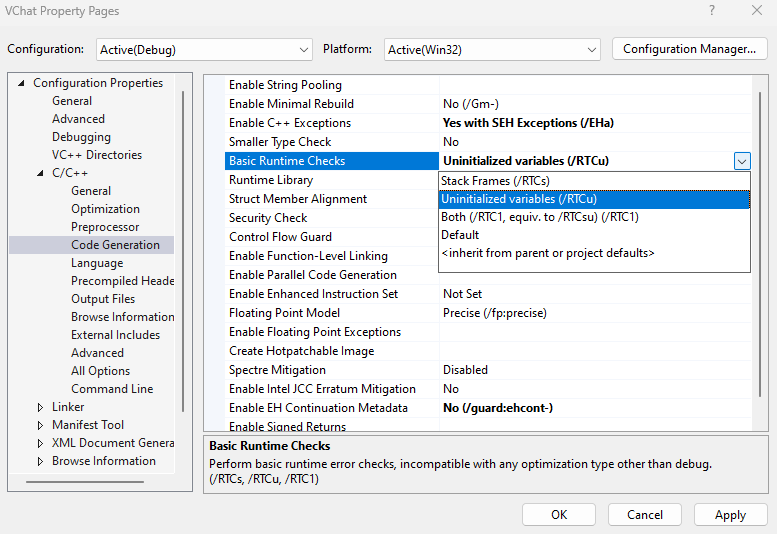 VChat Property Pages
? ×
Configuration: Active(Debug) Platform: Active(Win32) Configuration Manager...
Configuration Properties
General
Advanced
Debugging
VC++ Directories
C/C++
General
Optimization
Preprocessor
Code Generation
Language
Precompiled Heade
Output Files
Browse Information
External Includes
Advanced
All Options
Command Line
Linker
Manifest Tool
XML Document Genera
Browse Information
Enable String Pooling
Enable Minimal Rebuild No (/Gm-)
Enable C++ Exceptions Yes with SEH Exceptions (/EHa)
Smaller Type Check No
Basic Runtime Checks Uninitialized variables (/RTCu)
Runtime Library
Struct Member Alignment
Security Check
Control Flow Guard
Enable Function-Level Linking
Enable Parallel Code Generation
Stack Frames (/RTCs)
Uninitialized variables (/RTCu)
Both (/RTC1, equiv. to /RTCsu) (/RTC1)
Default
<inherit from parent or project defaults>
Enable Enhanced Instruction Set Not Set
Floating Point Model Precise (/fp:precise)
Enable Floating Point Exceptions
Create Hotpatchable Image
Spectre Mitigation Disabled
Enable Intel JCC Erratum Mitigation No
Enable EH Continuation Metadata No (/guard:ehcont-)
Enable Signed Returns
Basic Runtime Checks
Perform basic runtime error checks, incompatible with any optimization type other than debug.
(/RTCs, /RTCu, /RTC1)
OK Cancel Apply